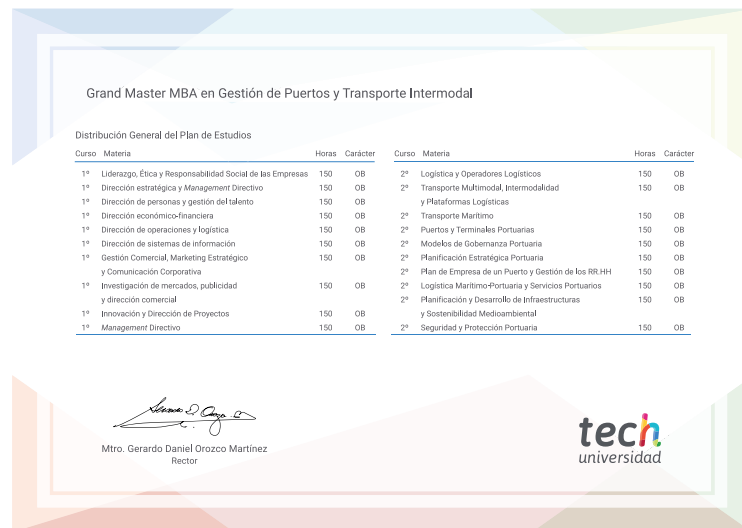 Grand Master MBA en Gestión de Puertos y Transporte Intermodal
Distribución General del Plan de Estudios
Curso Materia Horas Carácter
1º Liderazgo, Ética y Responsabilidad Social de las Empresas 150 OB
1º Dirección estratégica y Management Directivo 150 OB
1º Dirección de personas y gestión del talento 150 OB
1º Dirección económico-financiera 150 OB
1º Dirección de operaciones y logística 150 OB
1º Dirección de sistemas de información 150 OB
1º Gestión Comercial, Marketing Estratégico 150 OB
y Comunicación Corporativa
1º Investigación de mercados, publicidad 150 OB
y dirección comercial
1º Innovación y Dirección de Proyectos 150 OB
1º Management Directivo 150 OB
Curso Materia Horas Carácter
2º Logística y Operadores Logísticos 150 OB
2º Transporte Multimodal, Intermodalidad 150 OB
y Plataformas Logísticas
2º Transporte Marítimo 150 OB
2º Puertos y Terminales Portuarias 150 OB
2º Modelos de Gobernanza Portuaria 150 OB
2º Planificación Estratégica Portuaria 150 OB
2º Plan de Empresa de un Puerto y Gestión de los RR.HH 150 OB
2º Logística Marítimo-Portuaria y Servicios Portuarios 150 OB
2º Planificación y Desarrollo de Infraestructuras 150 OB
y Sostenibilidad Medioambiental
2º Seguridad y Protección Portuaria 150 OB
Mtro. Gerardo Daniel Orozco Martínez
Rector
tech
universidad